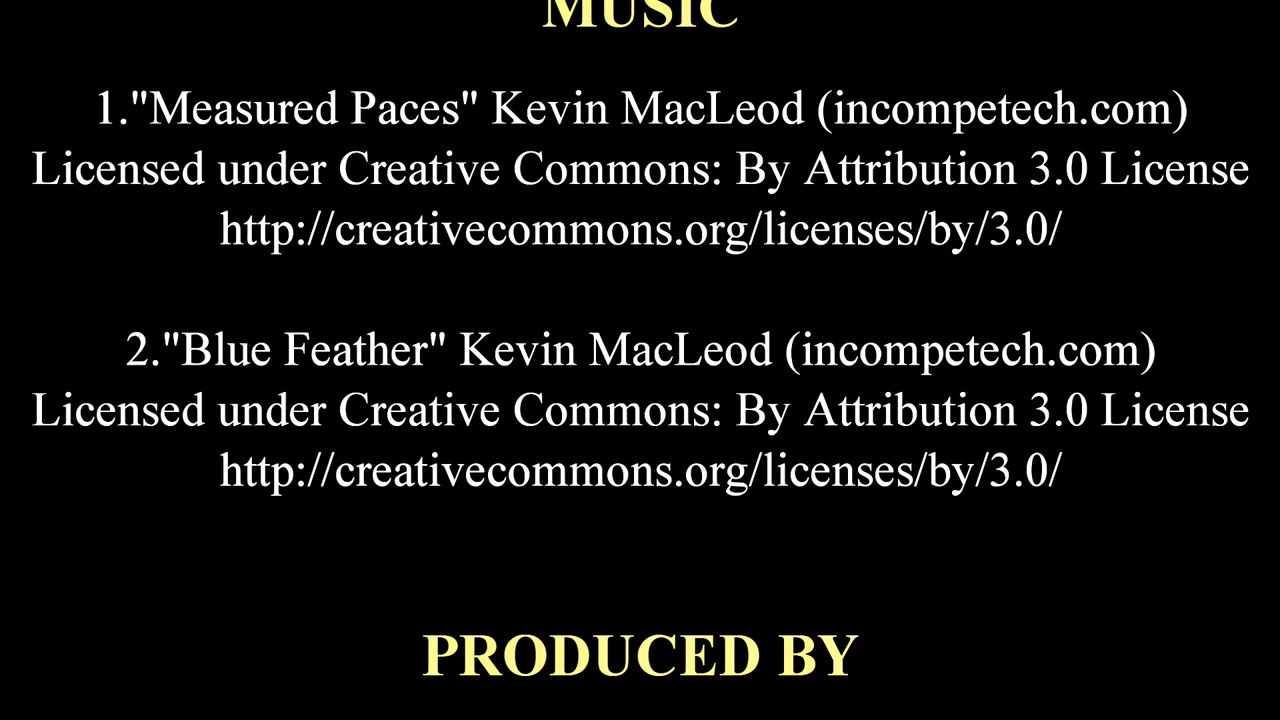 MUSIC
1."Measured Paces" Kevin MacLeod (incompetech.com)
Licensed under Creative Commons: By Attribution 3.0 License
http://creativecommons.org/licenses/by/3.0/
2."Blue Feather" Kevin MacLeod (incompetech.com)
Licensed under Creative Commons: By Attribution 3.0 License
http://creativecommons.org/licenses/by/3.0/
PRODUCED BY